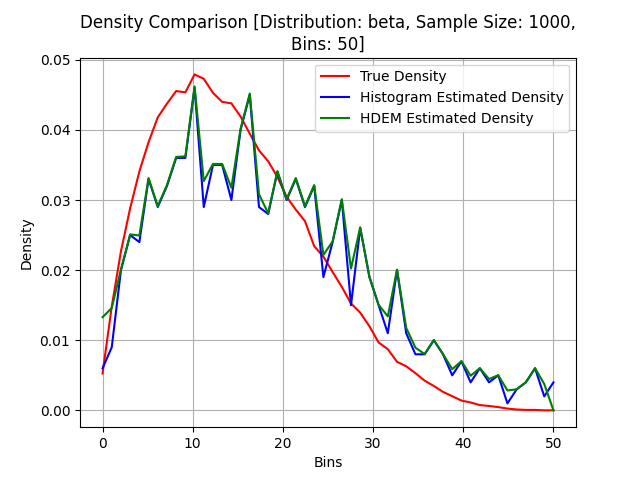 Density Comparison [Distribution: beta, Sample Size: 1000,
Bins: 50]
True Density
Histogram Estimated Density
HDEM Estimated Density
Density
0.05
0.04
0.03
0.02
0.01
0.00
0 10 20 30 40 50
Bins